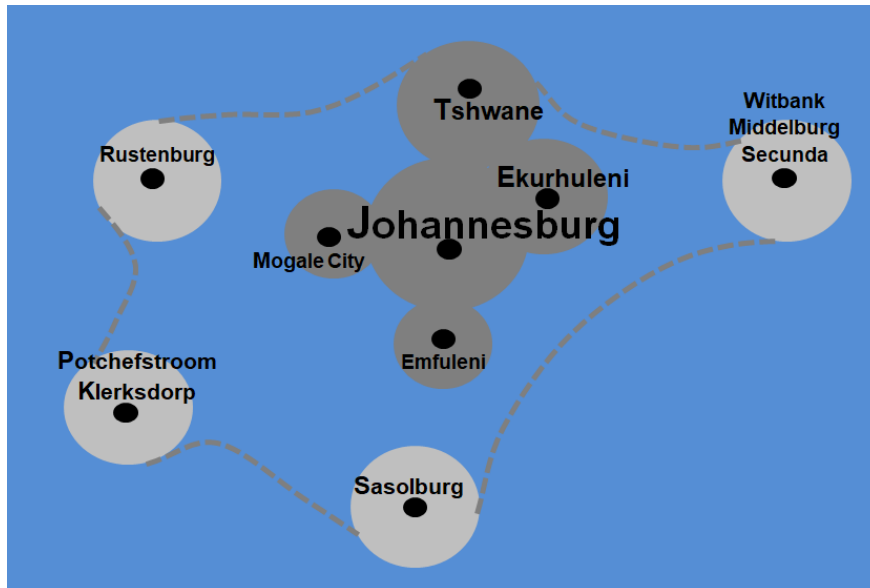 Tshwane
Witbank
Middelburg
Secunda
Rustenburg
Ekurhuleni
Johannesburg
Mogale City
Emfuleni
Potchefstroom
Klerksdorp
Sasolburg